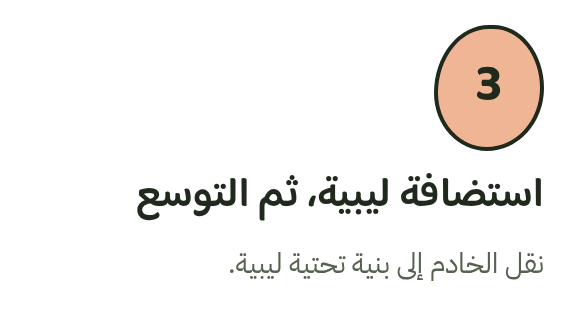 3
استضافة ليبية، ثم التوسع
نقل الخادم إلى بنية تحتية ليبية.